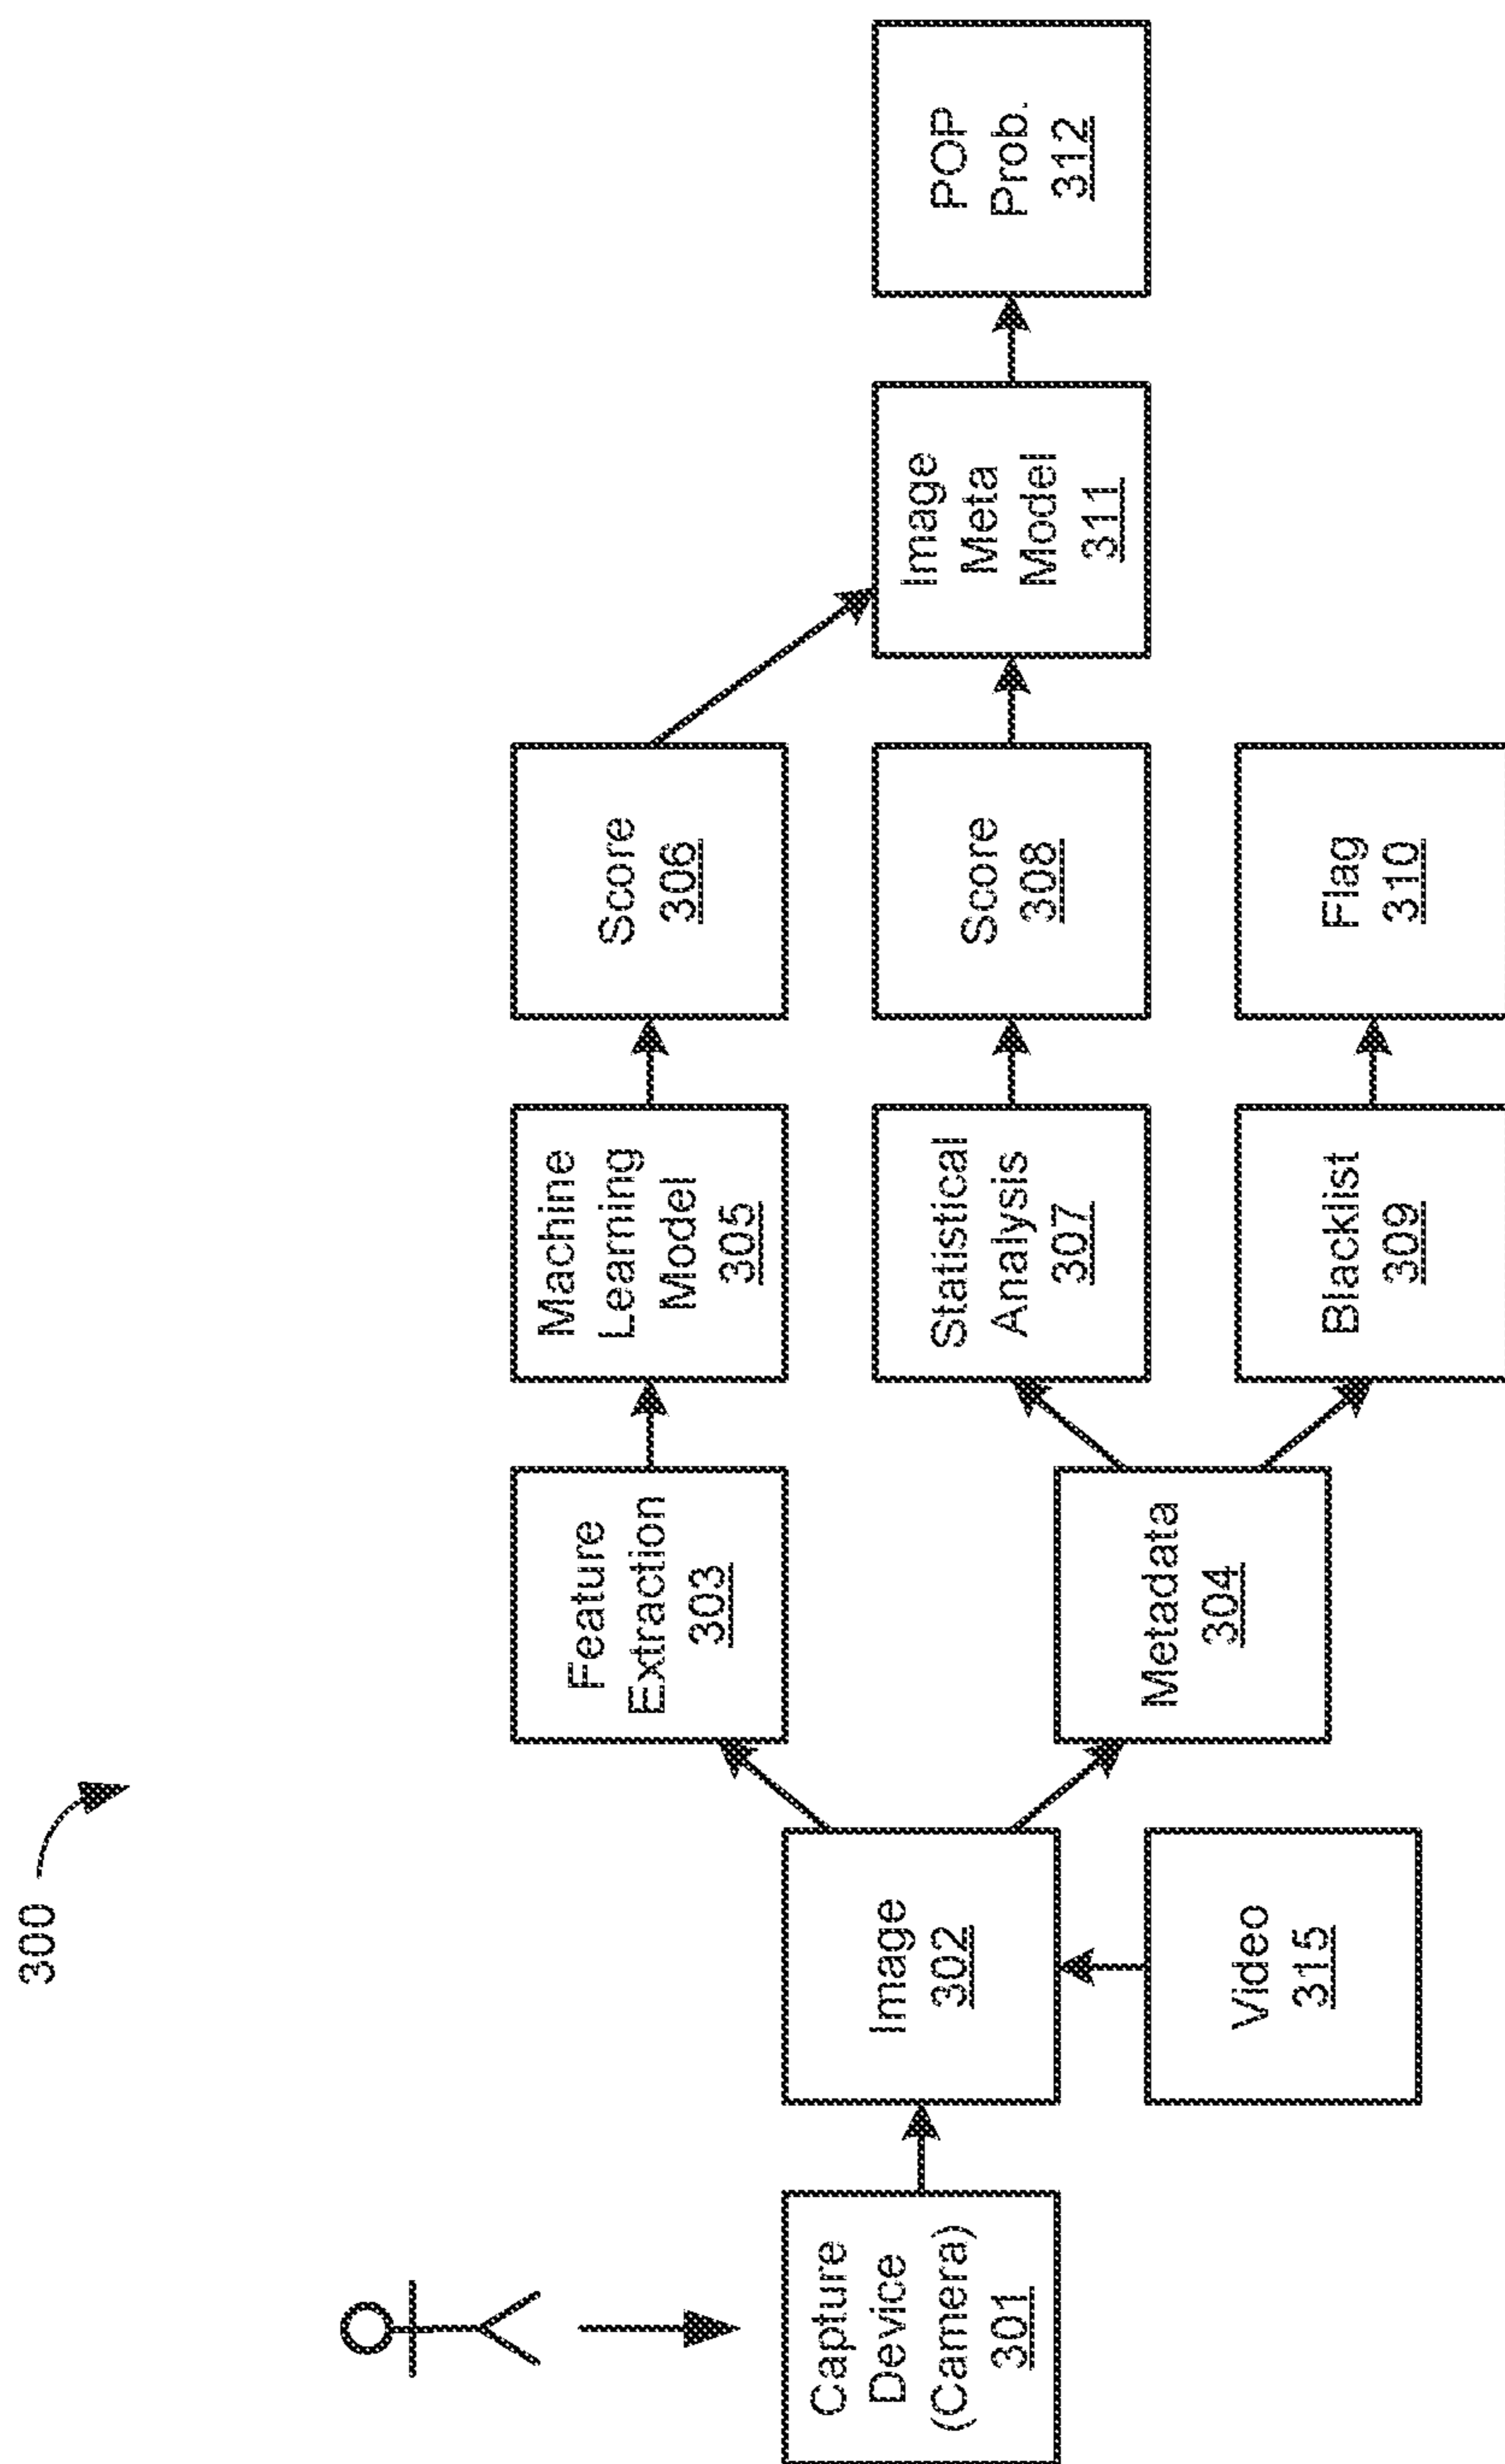 300
Capture
Device
(Camera)
301
Image
302
Video
315
Feature
Extraction
303
Metadata
304
Machine
Learning
Model
305
Statistical
Analysis
307
Blacklist
309
Score
306
Score
308
Flag
310
Image
Meta
Model
311
POP
Prob.
312